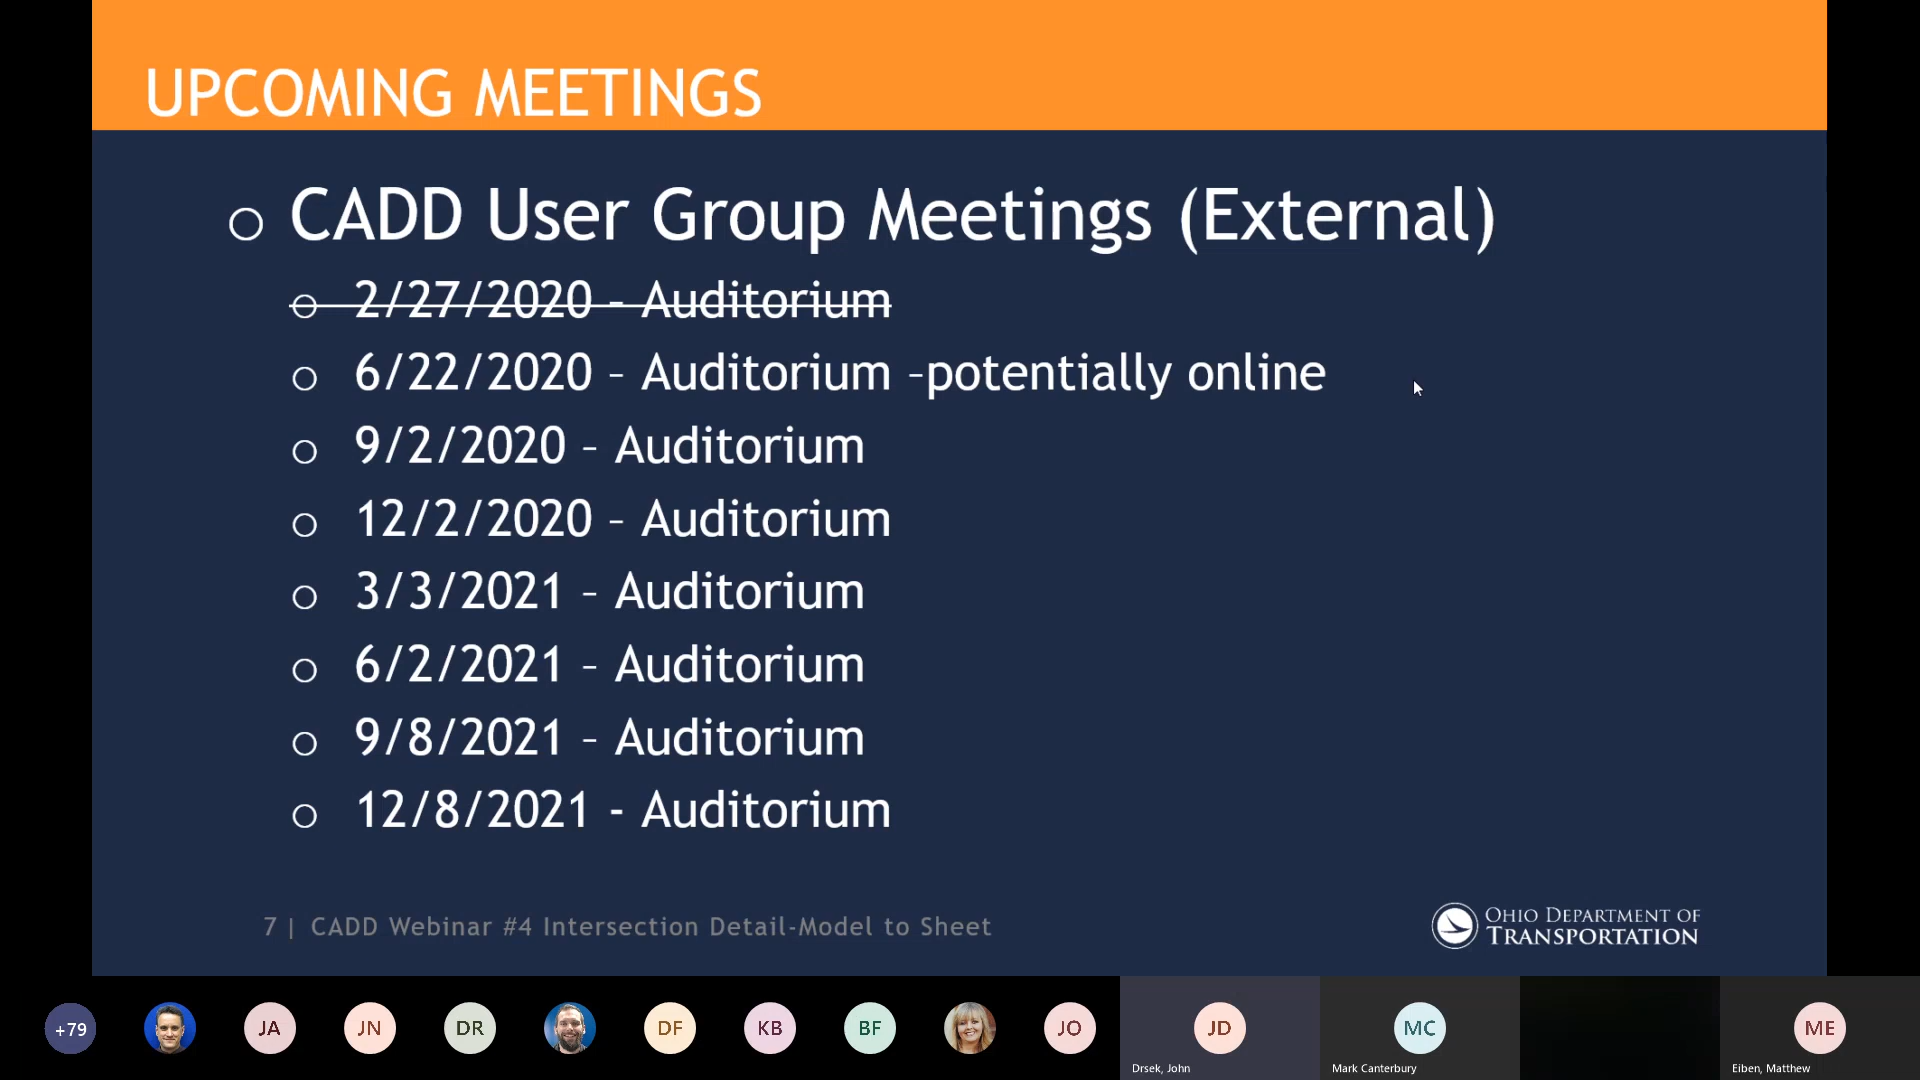 UPCOMING MEETINGS
o CADD User Group Meetings (External)
o 2/27/2020 – Auditorium
o 6/22/2020 – Auditorium –potentially online
o 9/2/2020 – Auditorium
o 12/2/2020 – Auditorium
o 3/3/2021 – Auditorium
o 6/2/2021 – Auditorium
o 9/8/2021 – Auditorium
o 12/8/2021 - Auditorium
7 | CADD Webinar #4 Intersection Detail-Model to Sheet
OHIO DEPARTMENT OF
TRANSPORTATION
+79 JA JN DR DF KB BF JO JD MC ME
Drsek, John Mark Canterbury Eiben, Matthew